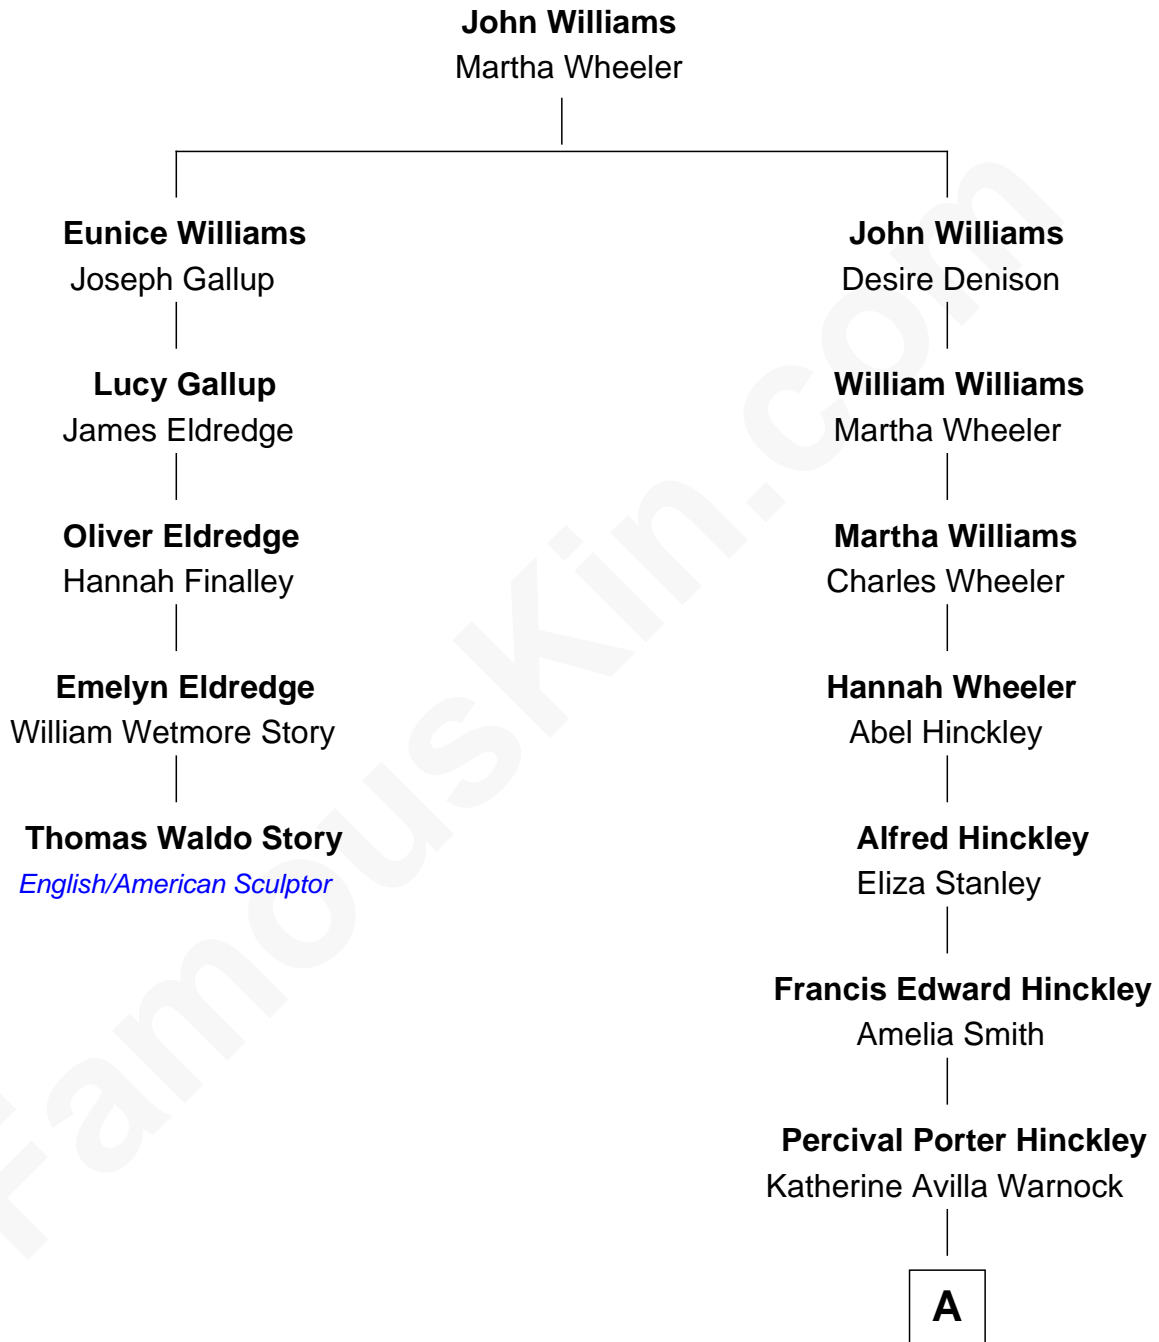 John Williams
Martha Wheeler
Eunice Williams
Joseph Gallup
John Williams
Desire Denison
Lucy Gallup
James Eldredge
William Williams
Martha Wheeler
Oliver Eldredge
Hannah Finalley
Martha Williams
Charles Wheeler
Emelyn Eldredge
William Wetmore Story
Hannah Wheeler
Abel Hinckley
Thomas Waldo Story
English/American Sculptor
Alfred Hinckley
Eliza Stanley
Francis Edward Hinckley
Amelia Smith
Percival Porter Hinckley
Katherine Avilla Warnock
A
FamousKin.com